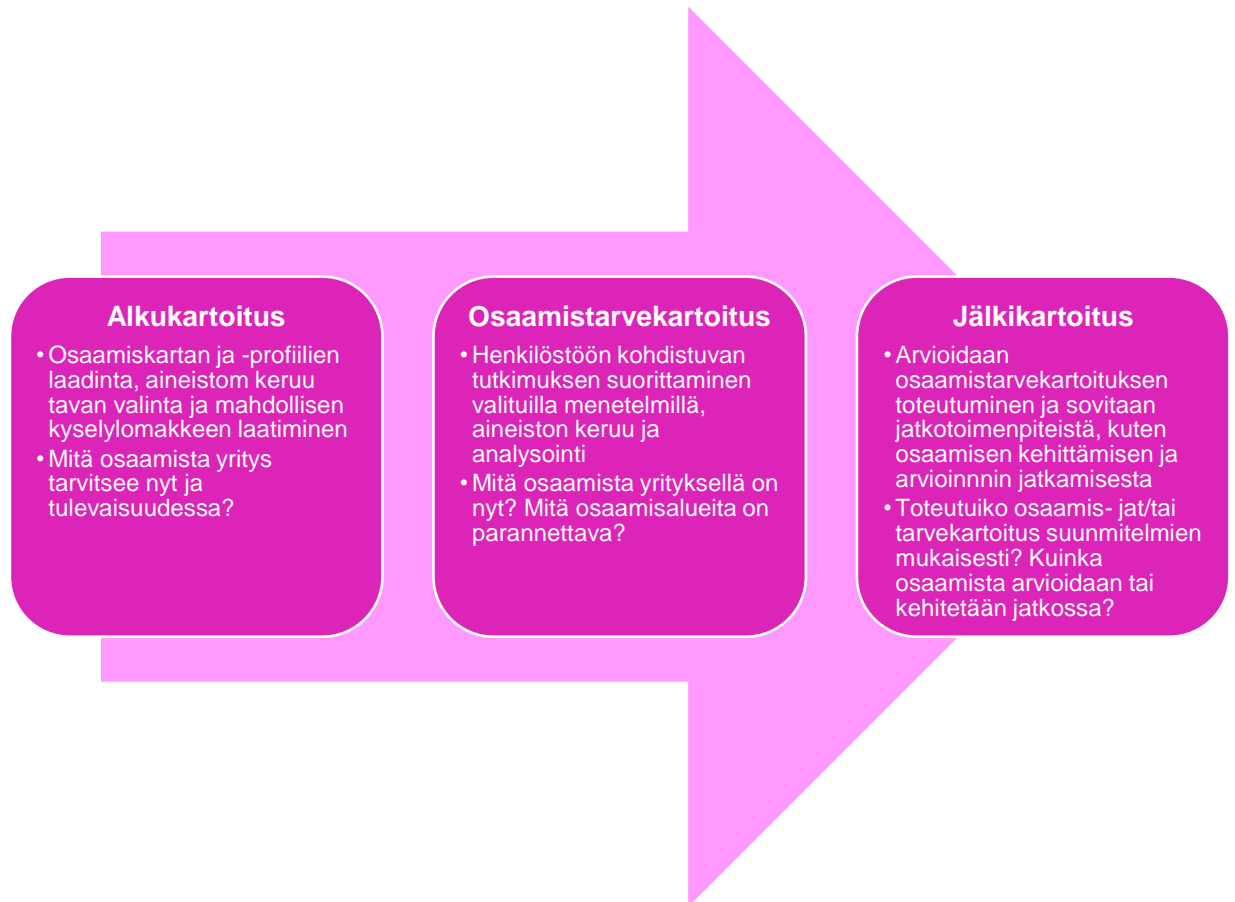 Alkukartoitus
• Osaamiskartan ja -profiilien
laadinta, aineistom keruu
tavan valinta ja mahdollisen
kyselylomakkeen laatiminen
• Mitä osaamista yritys
tarvitsee nyt ja
tulevaisuudessa?
Osaamistarvekartoitus
• Henkilöstöön kohdistuvan
tutkimuksen suorittaminen
valituilla menetelmillä,
aineiston keruu ja
analysointi
• Mitä osaamista yrityksellä on
nyt? Mitä osaamisalueita on
parannettava?
Jälkikartoitus
• Arvioidaan
osaamistarvekartoituksen
toteutuminen ja sovitaan
jatkotoimenpiteistä, kuten
osaamisen kehittämisen ja
arvioinnnin jatkamisesta
• Toteutuiko osaamis- jat/tai
tarvekartoitus suunmitelmien
mukaisesti? Kuinka
osaamista arvioidaan tai
kehitetään jatkossa?